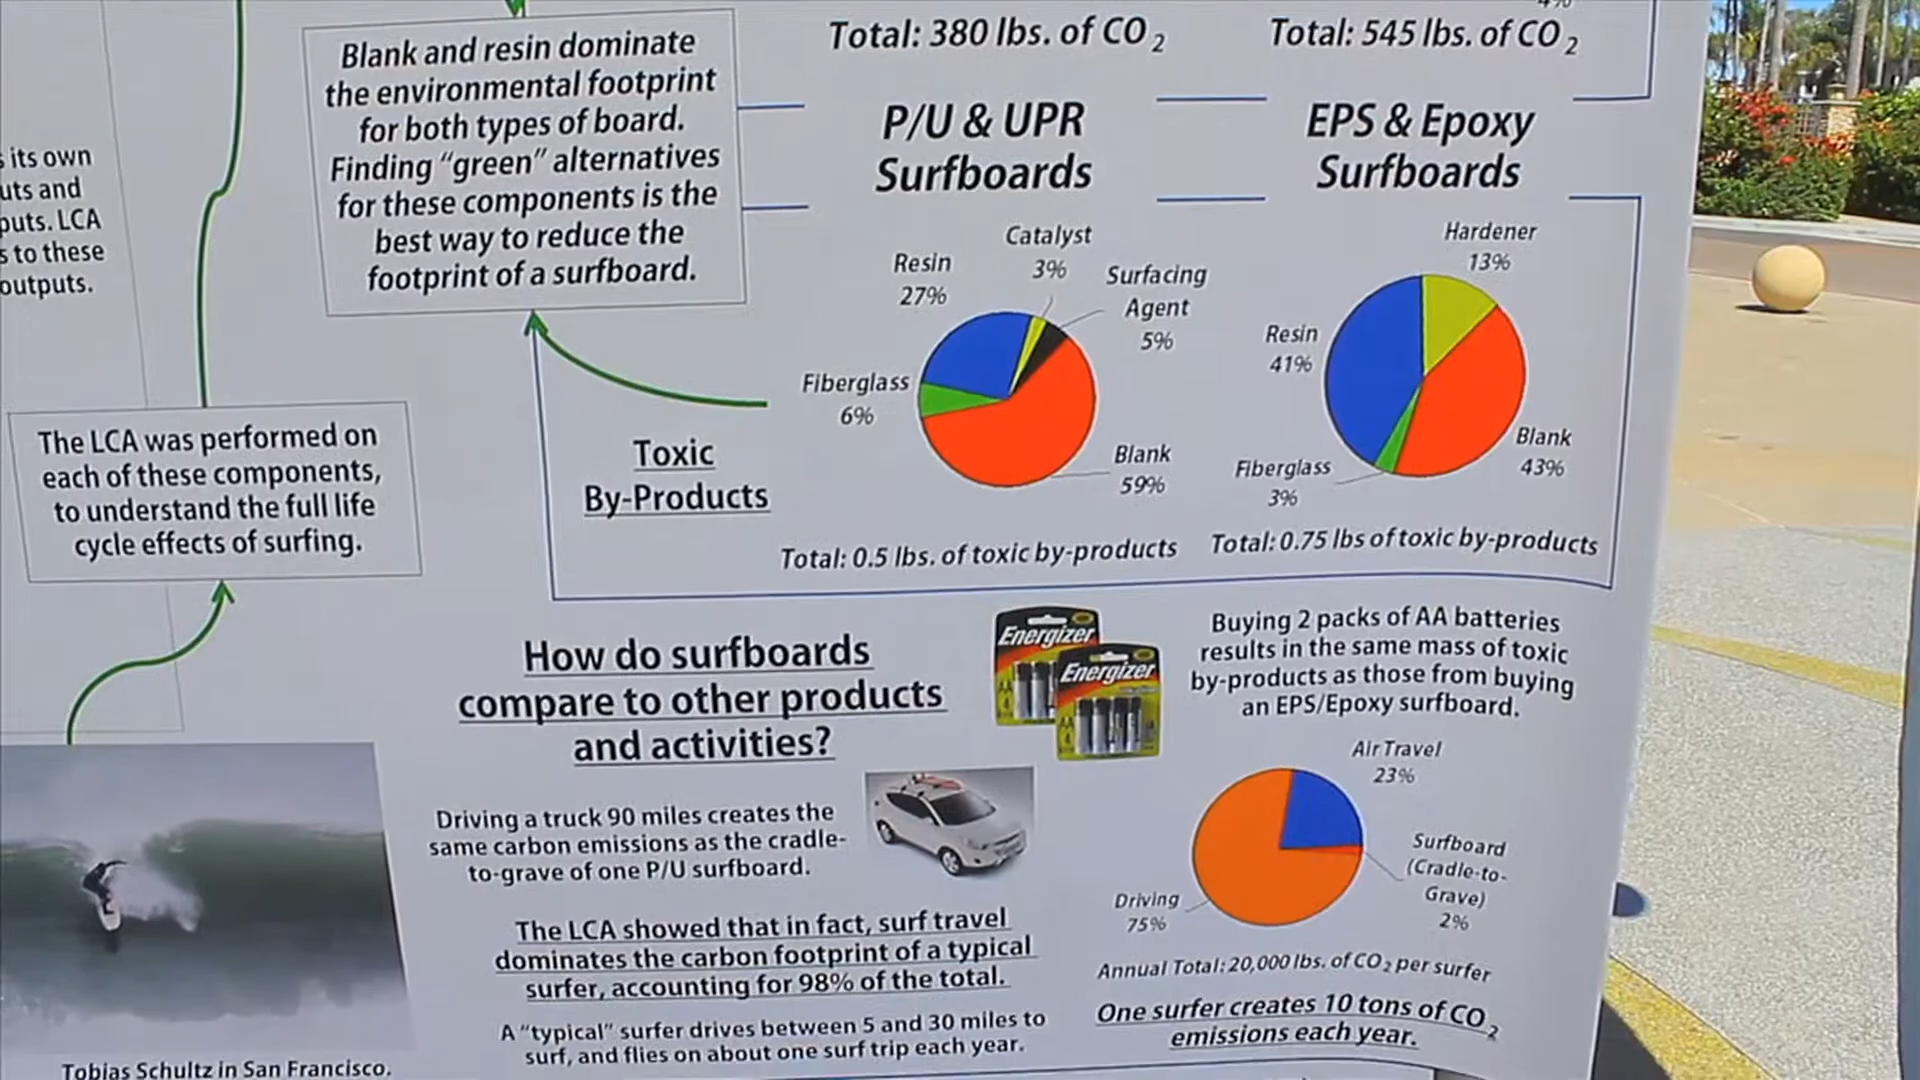 s its own
uts and
puts. LCA
s to these
outputs.
Blank and resin dominate
the environmental footprint
for both types of board.
Finding “green” alternatives
for these components is the
best way to reduce the
footprint of a surfboard.
The LCA was performed on
each of these components,
to understand the full life
cycle effects of surfing.
Tobias Schultz in San Francisco.
4%
Total: 380 lbs. of CO2
Total: 545 lbs. of CO2
P/U & UPR
Surfboards
EPS & Epoxy
Surfboards
Toxic
By-Products
Resin
27%
Catalyst
3%
Surfacing
Agent
5%
Fiberglass
6%
Blank
59%
Total: 0.5 lbs. of toxic by-products
Hardener
13%
Resin
41%
Blank
43%
Fiberglass
3%
Total: 0.75 lbs of toxic by-products
How do surfboards
compare to other products
and activities?
Energizer
Energizer
AA
4
AA
4
Buying 2 packs of AA batteries
results in the same mass of toxic
by-products as those from buying
an EPS/Epoxy surfboard.
Driving a truck 90 miles creates the
same carbon emissions as the cradle-
to-grave of one P/U surfboard.
The LCA showed that in fact, surf travel
dominates the carbon footprint of a typical
surfer, accounting for 98% of the total.
A “typical” surfer drives between 5 and 30 miles to
surf, and flies on about one surf trip each year.
Air Travel
23%
Surfboard
(Cradle-to-
Grave)
2%
Driving
75%
Annual Total: 20,000 lbs. of CO2 per surfer
One surfer creates 10 tons of CO2
emissions each year.